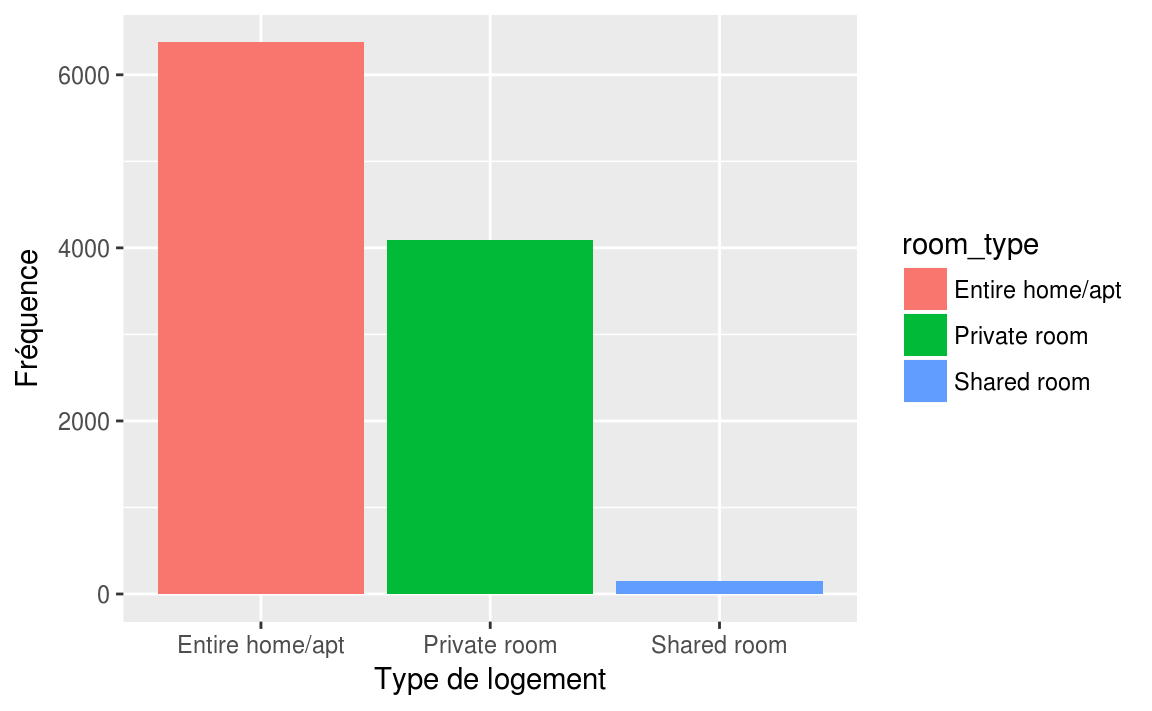 Fréquence
6000
4000
2000
0
Entire home/apt
Private room
Shared room
Type de logement
room_type
Entire home/apt
Private room
Shared room